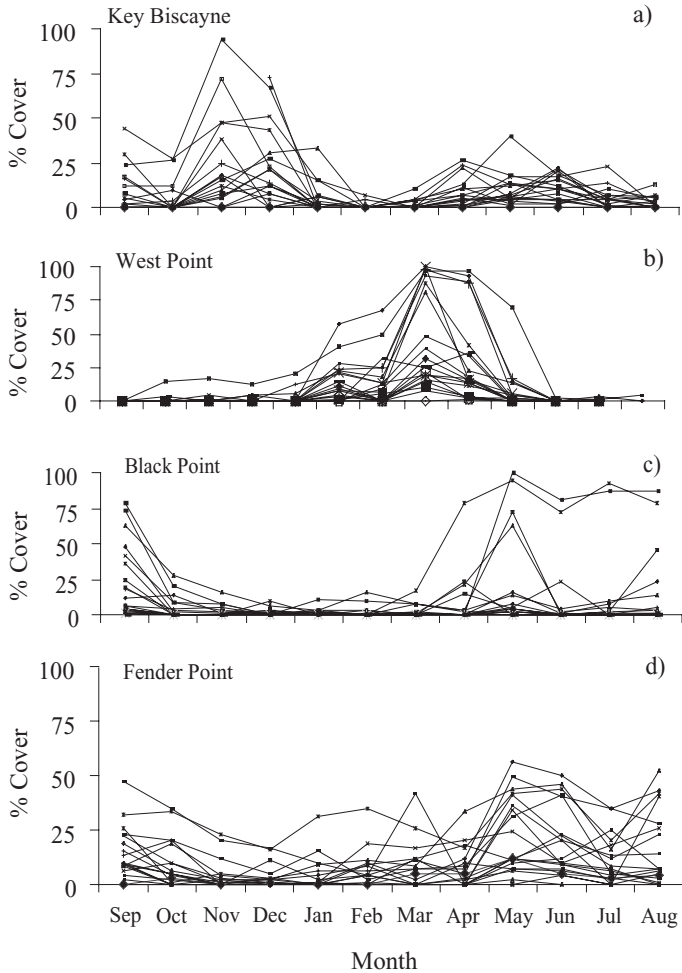 Key Biscayne
a)
100
75
50
25
0
% Cover
West Point
b)
100
75
50
25
0
% Cover
Black Point
c)
100
75
50
25
0
% Cover
Fender Point
d)
100
75
50
25
0
% Cover
Sep Oct Nov Dec Jan Feb Mar Apr May Jun Jul Aug
Month